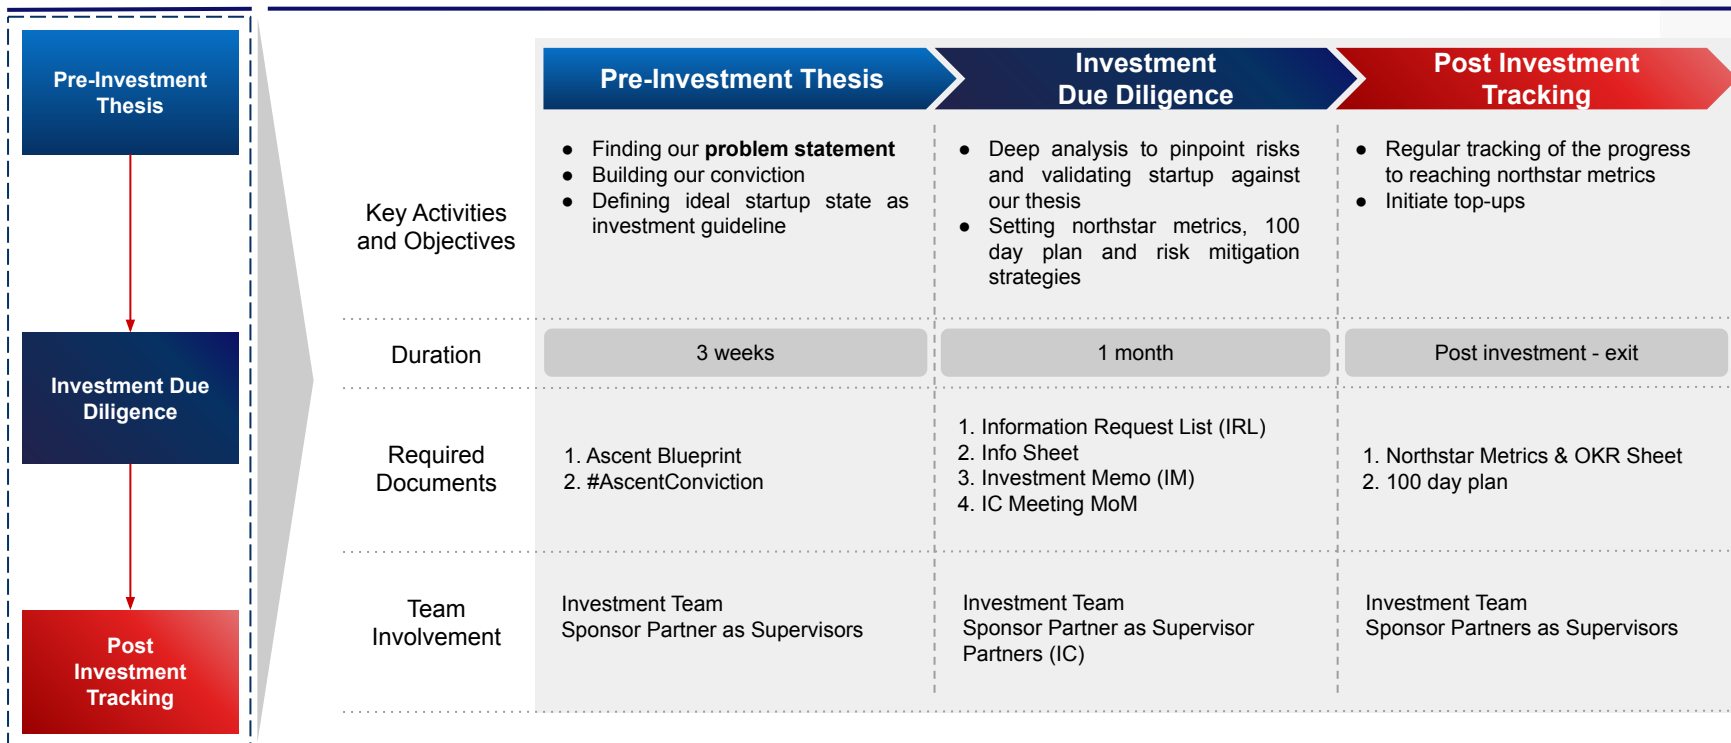 Pre-Investment
Thesis
Investment Due
Diligence
Post
Investment
Tracking
Pre-Investment Thesis
Investment
Due Diligence
Post Investment
Tracking
Key Activities
and Objectives
● Finding our problem statement
● Building our conviction
● Defining ideal startup state as
investment guideline
● Deep analysis to pinpoint risks
and validating startup against
our thesis
● Setting northstar metrics, 100
day plan and risk mitigation
strategies
● Regular tracking of the progress
to reaching northstar metrics
● Initiate top-ups
Duration
3 weeks
1 month
Post investment - exit
Required
Documents
1. Ascent Blueprint
2. #AscentConviction
1. Information Request List (IRL)
2. Info Sheet
3. Investment Memo (IM)
4. IC Meeting MoM
1. Northstar Metrics & OKR Sheet
2. 100 day plan
Team
Involvement
Investment Team
Sponsor Partner as Supervisors
Investment Team
Sponsor Partner as Supervisor
Partners (IC)
Investment Team
Sponsor Partners as Supervisors